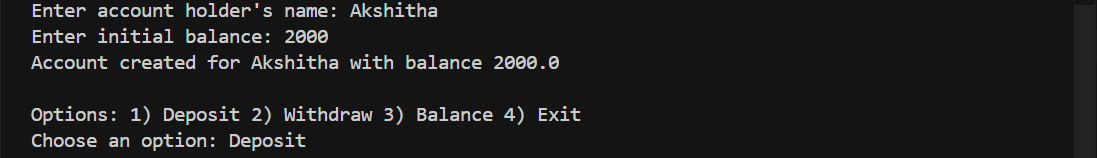 Enter account holder's name: Akshitha
Enter initial balance: 2000
Account created for Akshitha with balance 2000.0
Options: 1) Deposit 2) Withdraw 3) Balance 4) Exit
Choose an option: Deposit